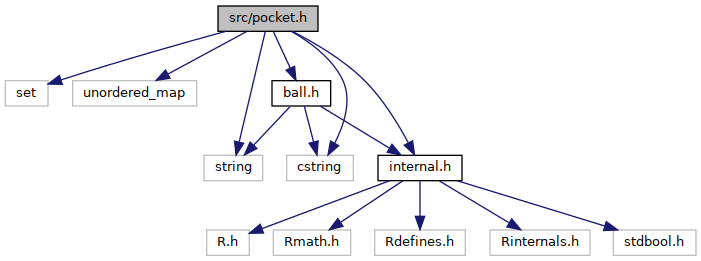 src/pocket.h
set
unordered_map
ball.h
string
cstring
internal.h
R.h
Rmath.h
Rdefines.h
Rinternals.h
stdbool.h